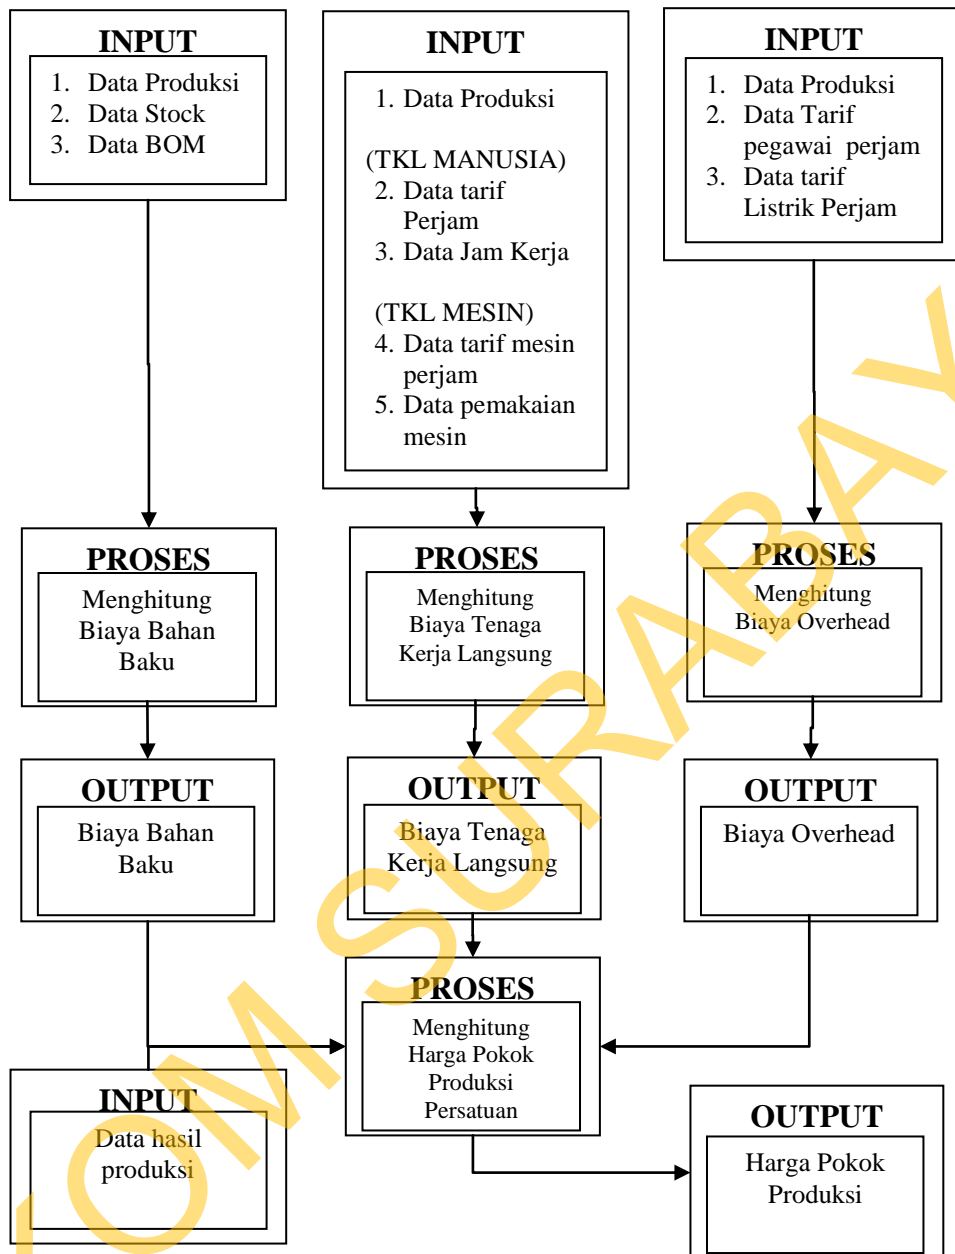 INPUT
1. Data Produksi
2. Data Stock
3. Data BOM
INPUT
1. Data Produksi
(TKL MANUSIA)
2. Data tarif
Perjam
3. Data Jam Kerja
(TKL MESIN)
4. Data tarif mesin
perjam
5. Data pemakaian
mesin
INPUT
1. Data Produksi
2. Data Tarif
pegawai perjam
3. Data tarif
Listrik Perjam
PROSES
Menghitung
Biaya Bahan
Baku
PROSES
Menghitung
Biaya Tenaga
Kerja Langsung
PROSES
Menghitung
Biaya Overhead
OUTPUT
Biaya Bahan
Baku
OUTPUT
Biaya Tenaga
Kerja Langsung
OUTPUT
Biaya Overhead
PROSES
Menghitung
Harga Pokok
Produksi
Persatuan
INPUT
Data hasil
produksi
OUTPUT
Harga Pokok
Produksi
KOM SURABAY